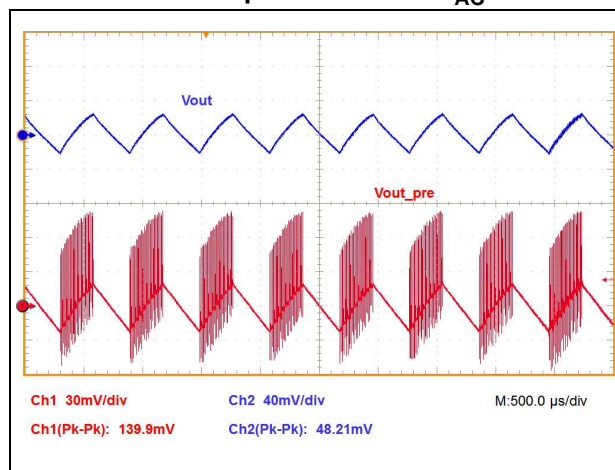 AC
Vout
Vout_pre
Ch1 30mV/div Ch2 40mV/div M:500.0 µs/div
Ch1(Pk-Pk): 139.9mV Ch2(Pk-Pk): 48.21mV